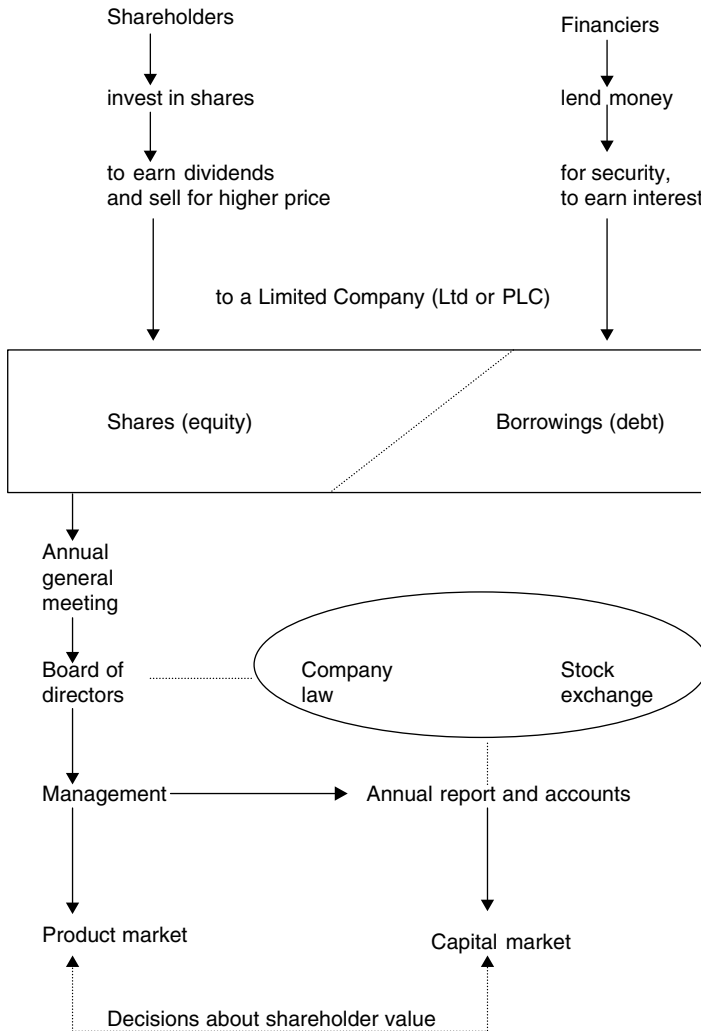 Shareholders
Financiers
invest in shares
lend money
to earn dividends
and sell for higher price
for security,
to earn interest
to a Limited Company (Ltd or PLC)
Shares (equity)
Borrowings (debt)
Annual
general
meeting
Board of
directors
Company
law
Stock
exchange
Management
Annual report and accounts
Product market
Capital market
Decisions about shareholder value